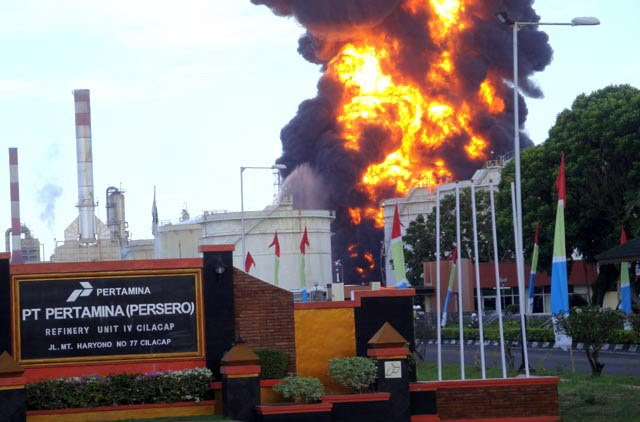 PERTAMINA
PT PERTAMINA (PERSERO)
REFINERY UNIT IV CILACAP
JL. MT. HARYONO NO 77 CILACAP